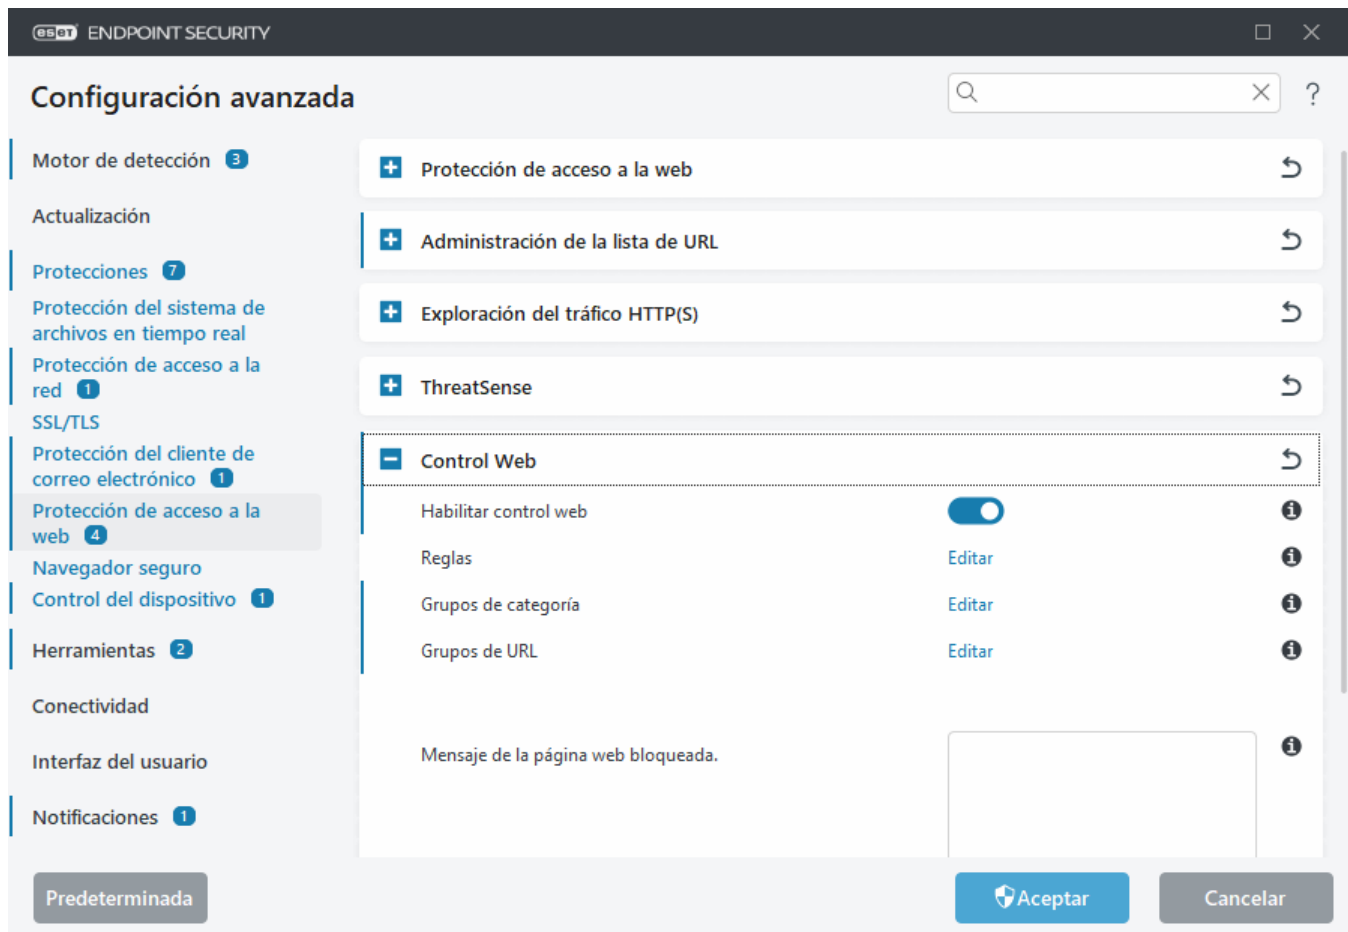 eset ENDPOINT SECURITY
Configuración avanzada
?
Motor de detección 3
Actualización
Protecciones 7
Protección del sistema de
archivos en tiempo real
Protección de acceso a la
red 1
SSL/TLS
Protección del cliente de
correo electrónico 1
Protección de acceso a la
web 4
Navegador seguro
Control del dispositivo 1
Herramientas 2
Conectividad
Interfaz del usuario
Notificaciones 1
Protección de acceso a la web
Administración de la lista de URL
Exploración del tráfico HTTP(S)
ThreatSense
Control Web
Habilitar control web
Reglas Editar
Grupos de categoría Editar
Grupos de URL Editar
Mensaje de la página web bloqueada.
Predeterminada
Aceptar
Cancelar